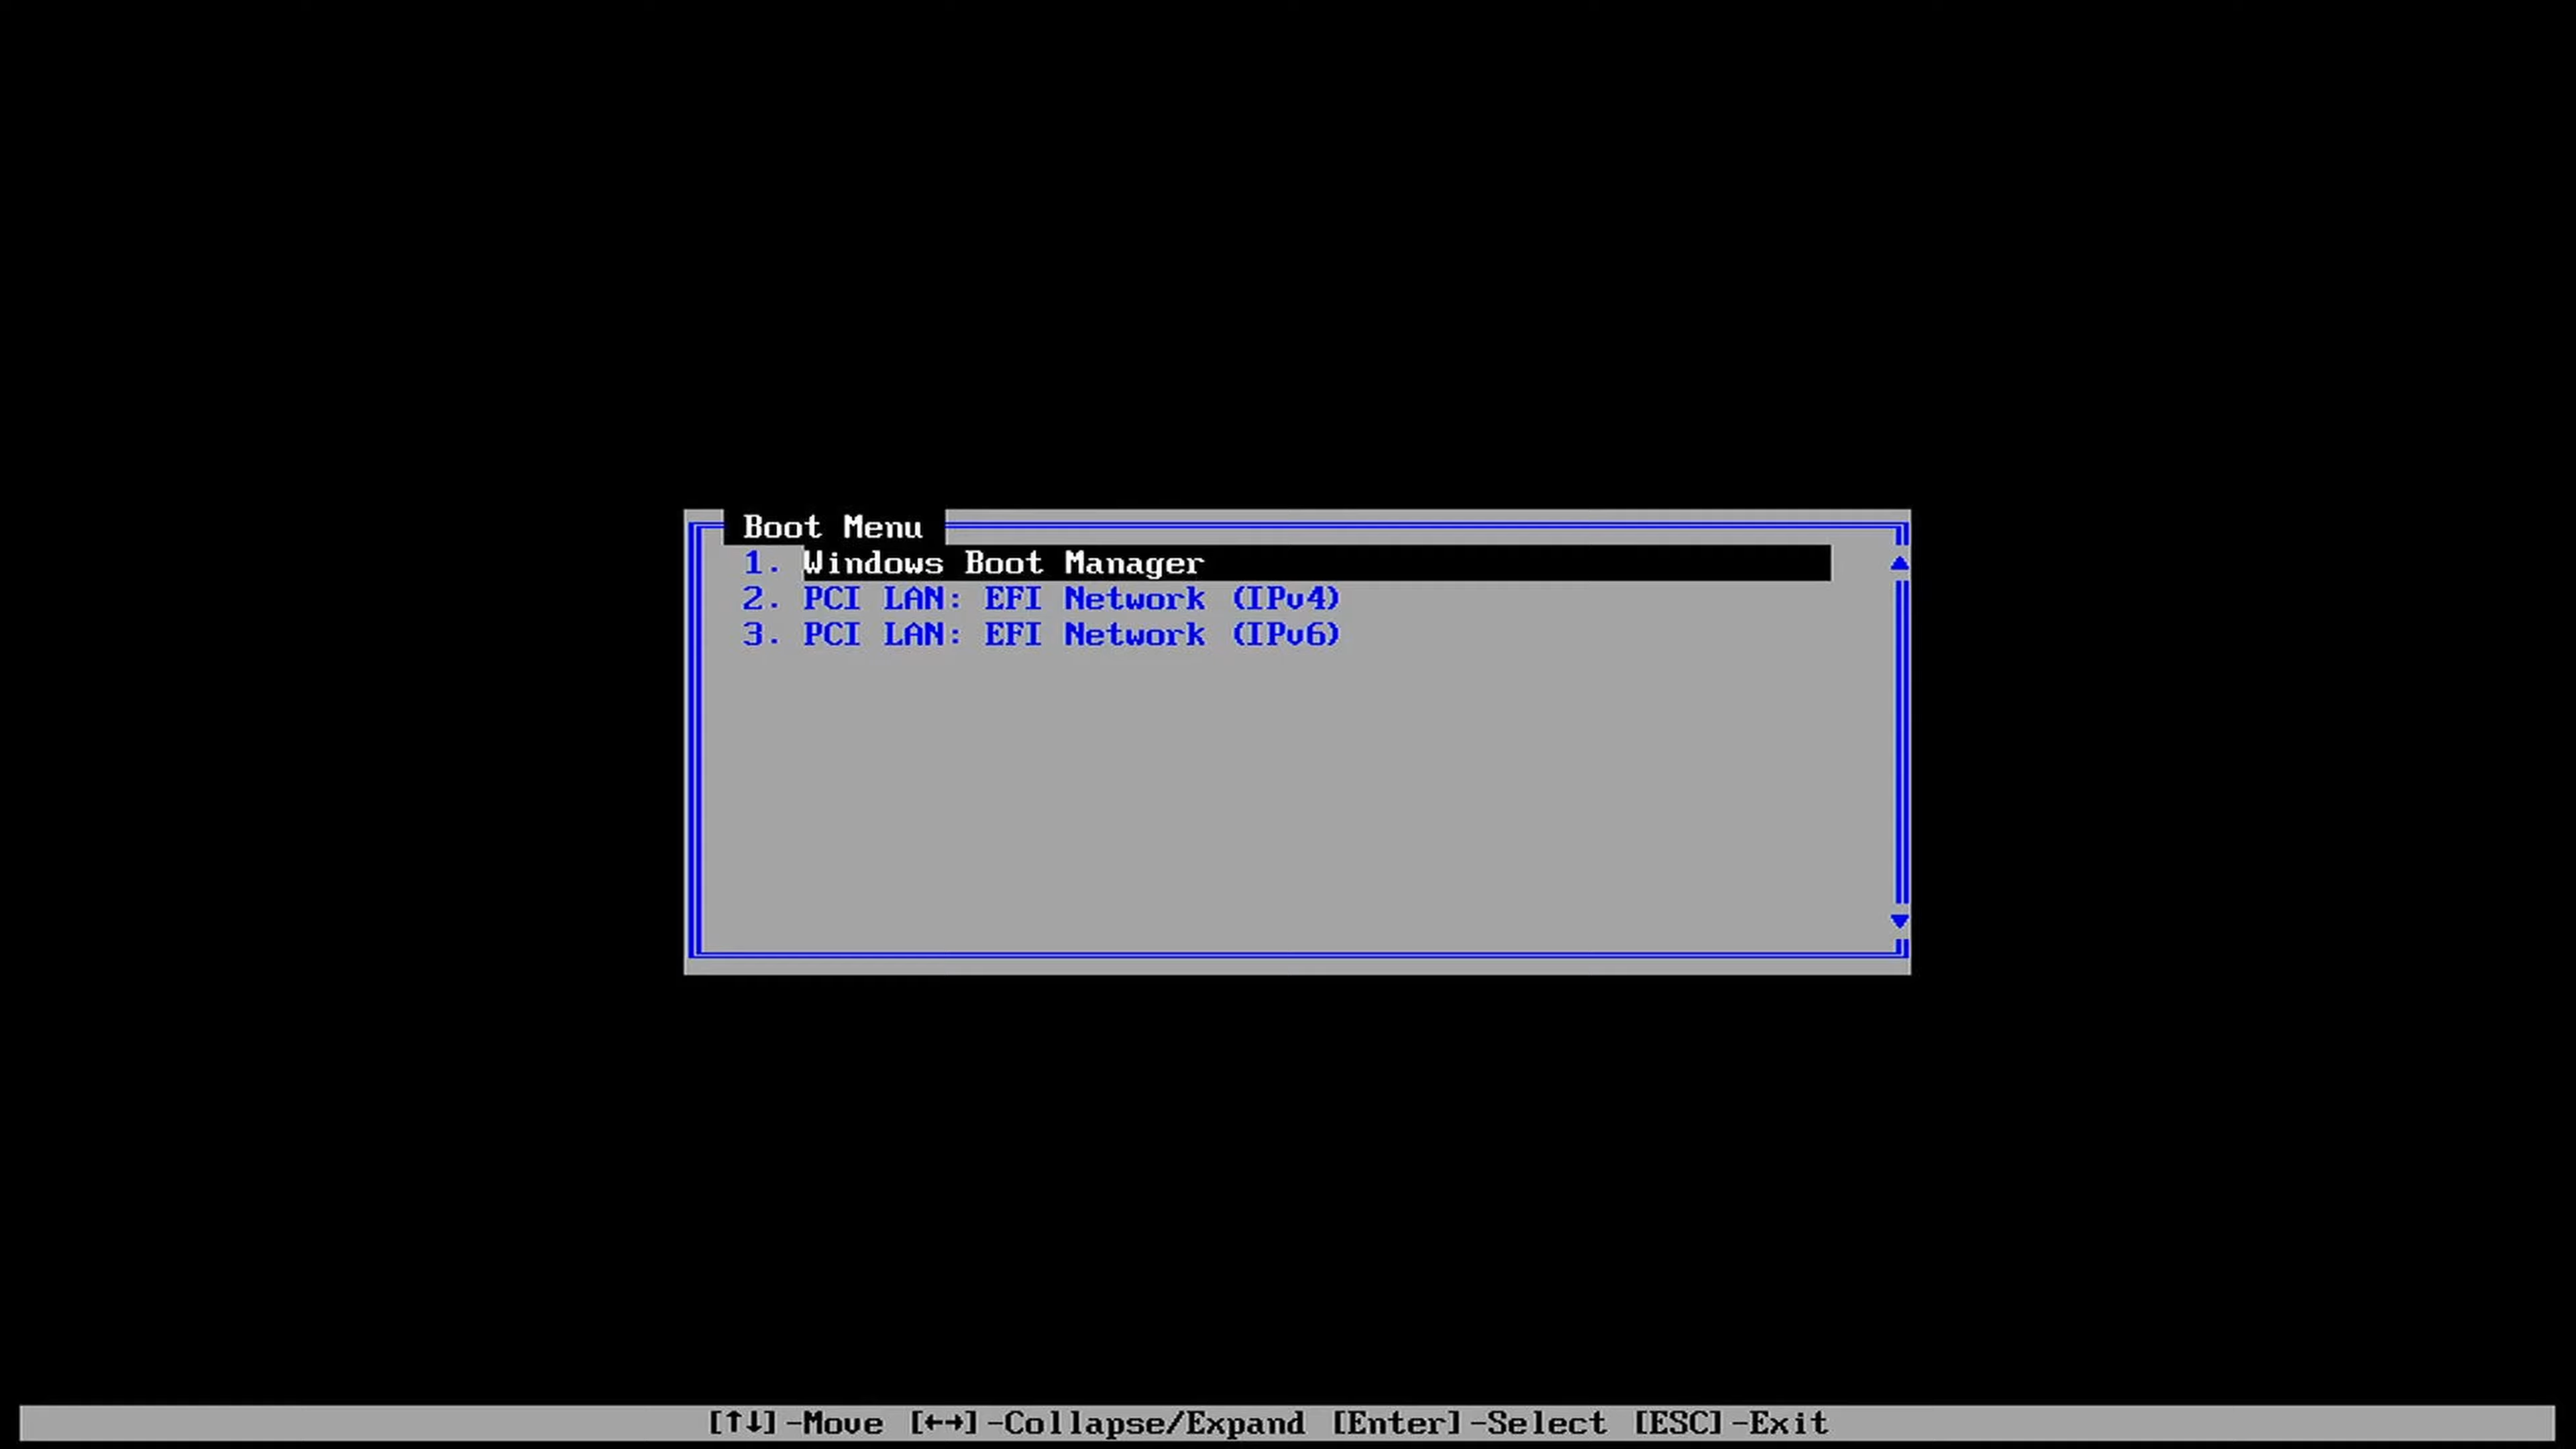 Boot Menu
1. Windows Boot Manager
2. PCI LAN: EFI Network (IPv4)
3. PCI LAN: EFI Network (IPv6)
[↑↓]-Move [←→]-Collapse/Expand [Enter]-Select [ESC]-Exit